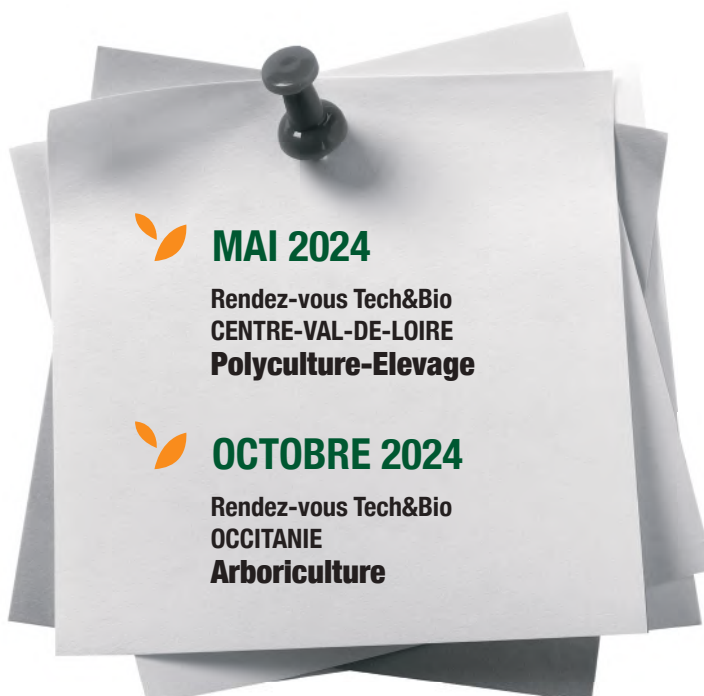 MAI 2024
Rendez-vous Tech&Bio
CENTRE-VAL-DE-LOIRE
Polyculture-Elevage
OCTOBRE 2024
Rendez-vous Tech&Bio
OCCITANIE
Arboriculture